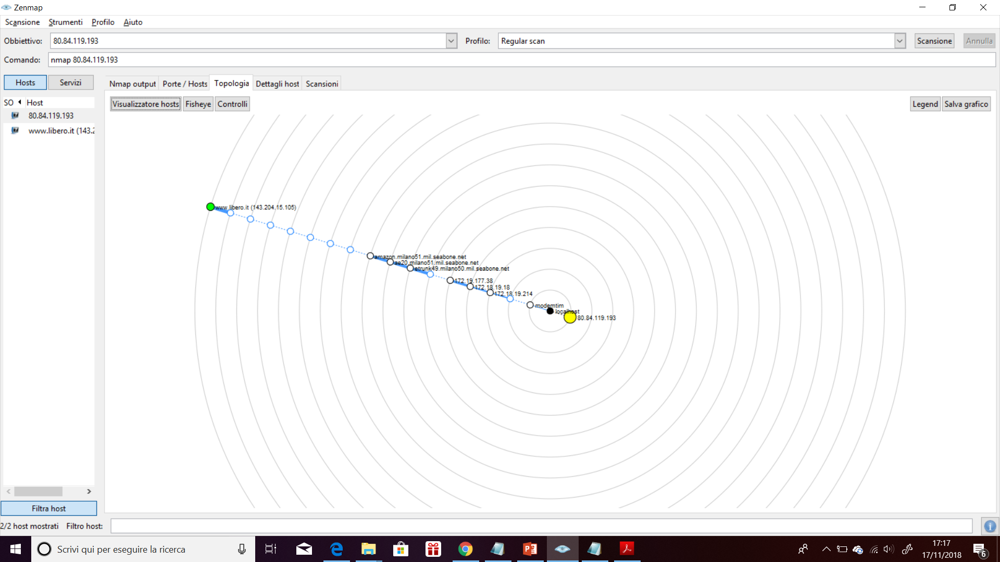 Zenmap
Scansione Strumenti Profilo Aiuto
Obbiettivo: 80.84.119.193 Profilo: Regular scan Scansione Annulla
Comando: nmap 80.84.119.193
Hosts Servizi Nmap output Porte / Hosts Topologia Dettagli host Scansioni
SO Host Visualizzatore hosts Fisheye Controlli Legend Salva grafico
80.84.119.193
www.libero.it (143.2
www.libero.it (143.204.15.105)
amazon.milano51.mil.seabone.net
ae20.milano51.mil.seabone.net
etrunk49.milano50.mil.seabone.net
172.19.177.38
172.18.19.18
172.18.19.214
modemtim
localhost
80.84.119.193
Filtra host
2/2 host mostrati Filtro host:
Scrivi qui per eseguire la ricerca
17:17
17/11/2018
6